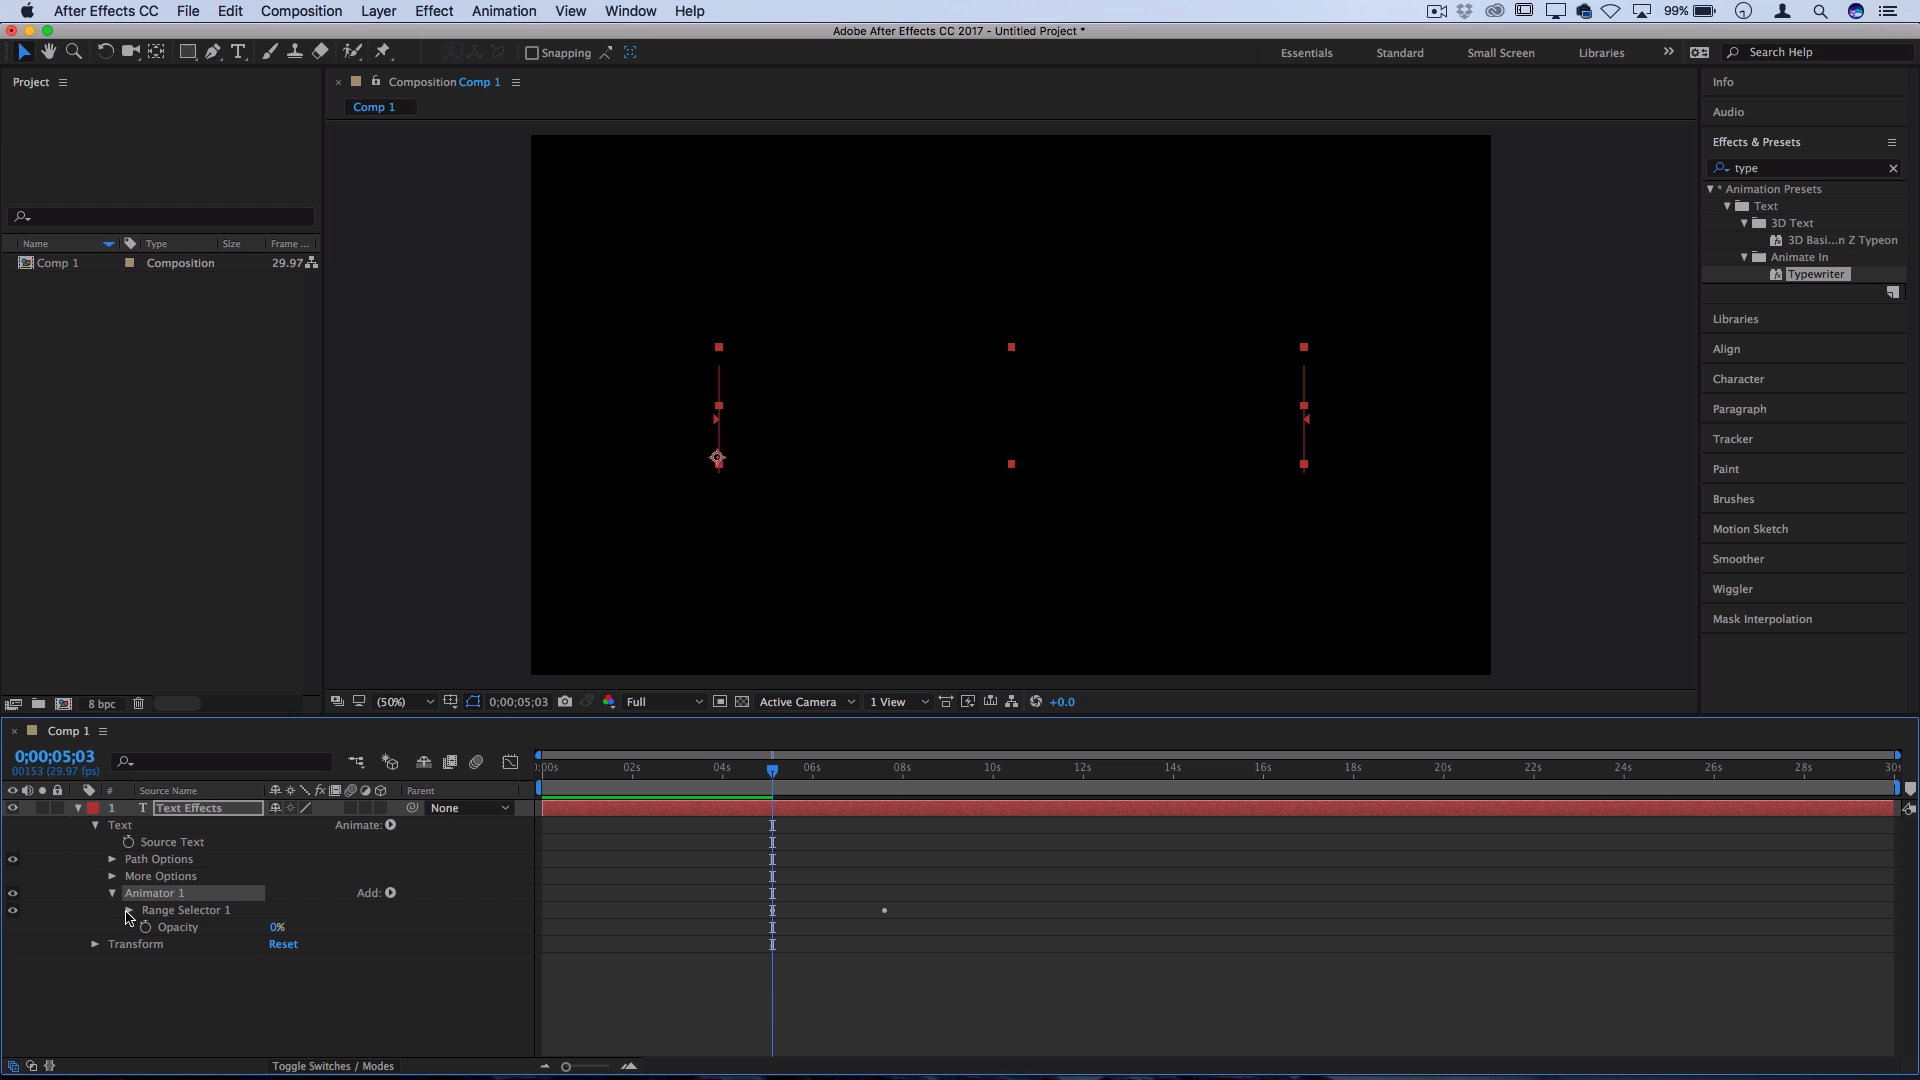 After Effects CC File Edit Composition Layer Effect Animation View Window Help 99%
Adobe After Effects CC 2017 - Untitled Project *
Snapping Essentials Standard Small Screen Libraries Search Help
Project
Composition Comp 1
Comp 1
Name Type Size Frame ...
Comp 1 Composition 29.97
8 bpc
(50%) 0;00;05;03 Full Active Camera 1 View +0.0
Info
Audio
Effects & Presets
type
* Animation Presets
Text
3D Text
3D Basi...n Z Typeon
Animate In
Typewriter
Libraries
Align
Character
Paragraph
Tracker
Paint
Brushes
Motion Sketch
Smoother
Wiggler
Mask Interpolation
Comp 1
0;00;05;03
00153 (29.97 fps)
:00s 02s 04s 06s 08s 10s 12s 14s 16s 18s 20s 22s 24s 26s 28s 30s
# Source Name Parent
1 T Text Effects None
Text Animate:
Source Text
Path Options
More Options
Animator 1 Add:
Range Selector 1
Opacity 0%
Transform Reset
Toggle Switches / Modes